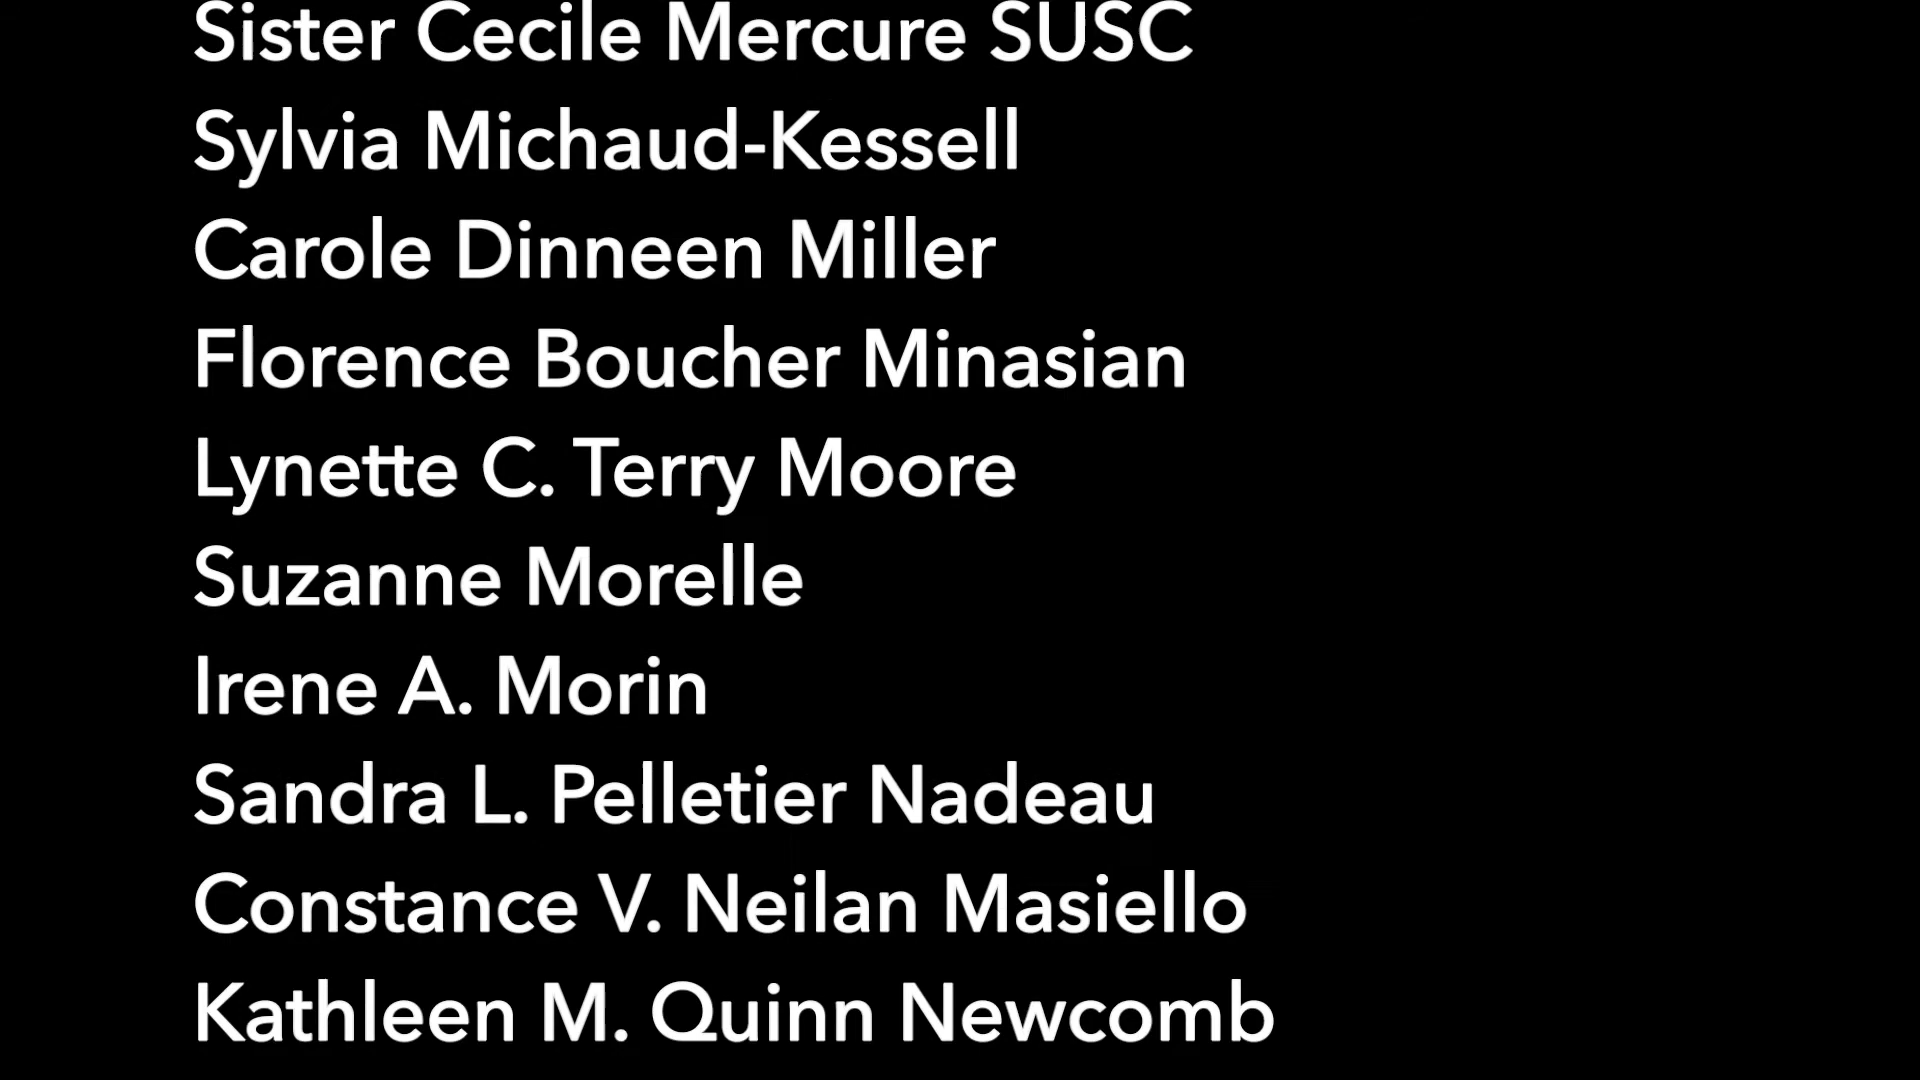 Sister Cecile Mercure SUSC
Sylvia Michaud-Kessell
Carole Dinneen Miller
Florence Boucher Minasian
Lynette C. Terry Moore
Suzanne Morelle
Irene A. Morin
Sandra L. Pelletier Nadeau
Constance V. Neilan Masiello
Kathleen M. Quinn Newcomb